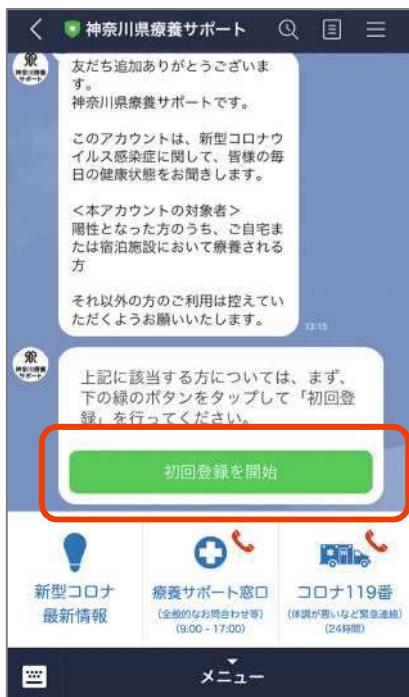 神奈川県療養サポート
友だち追加ありがとうございま
す。
神奈川県療養サポートです。
このアカウントは、新型コロナウ
イルス感染症に関して、皆様の毎
日の健康状態をお聞きします。
＜本アカウントの対象者＞
陽性となった方のうち、ご自宅ま
たは宿泊施設において療養される
方
それ以外の方のご利用は控えてい
ただくようお願いいたします。
13:15
上記に該当する方については、まず、
下の緑のボタンをタップして「初回登
録」を行ってください。
初回登録を開始
新型コロナ
最新情報
療養サポート窓口
(全般的なお問合わせ等)
(9:00 - 17:00)
コロナ119番
(体調が悪いなど緊急連絡)
(24時間)
メニュー